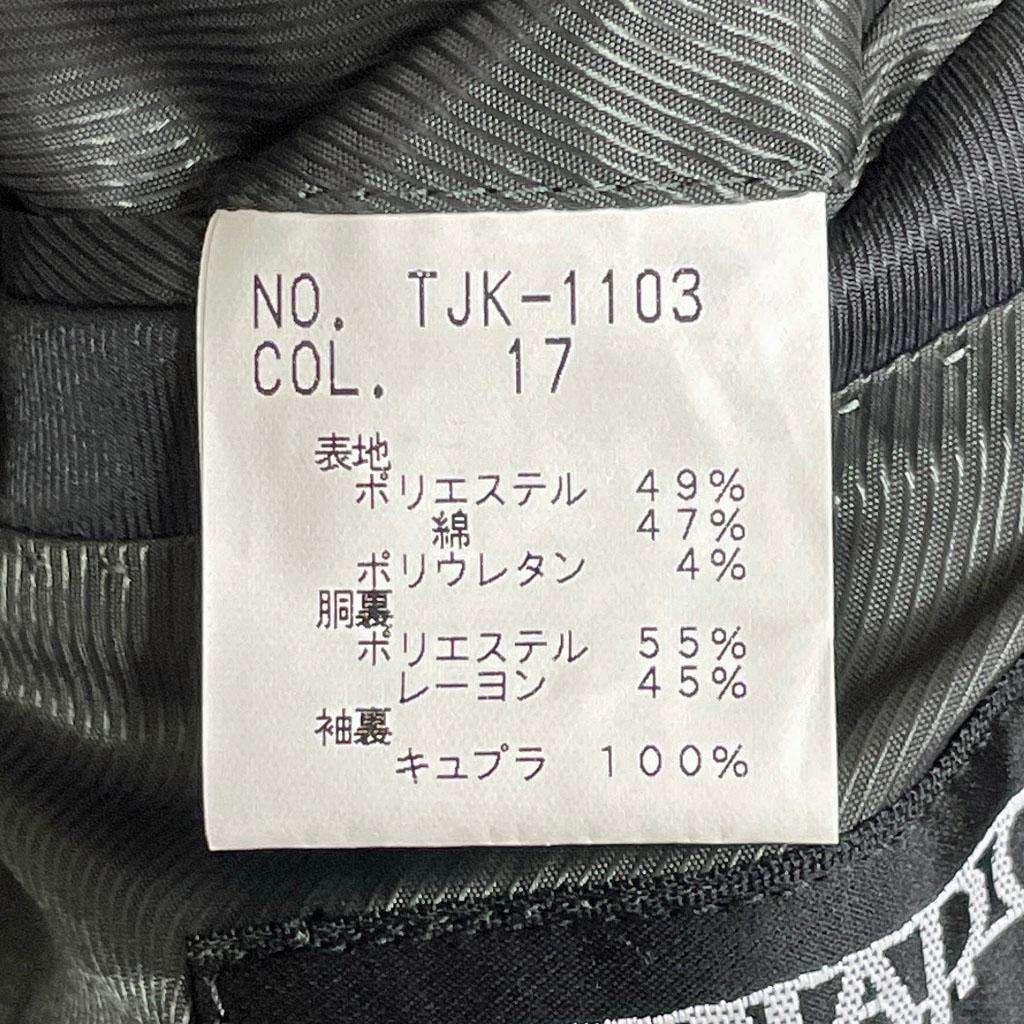 NO. TJK-1103
COL. 17
表地
ポリエステル 49%
綿 47%
ポリウレタン 4%
胴裏
ポリエステル 55%
レーヨン 45%
袖裏
キュプラ 100%